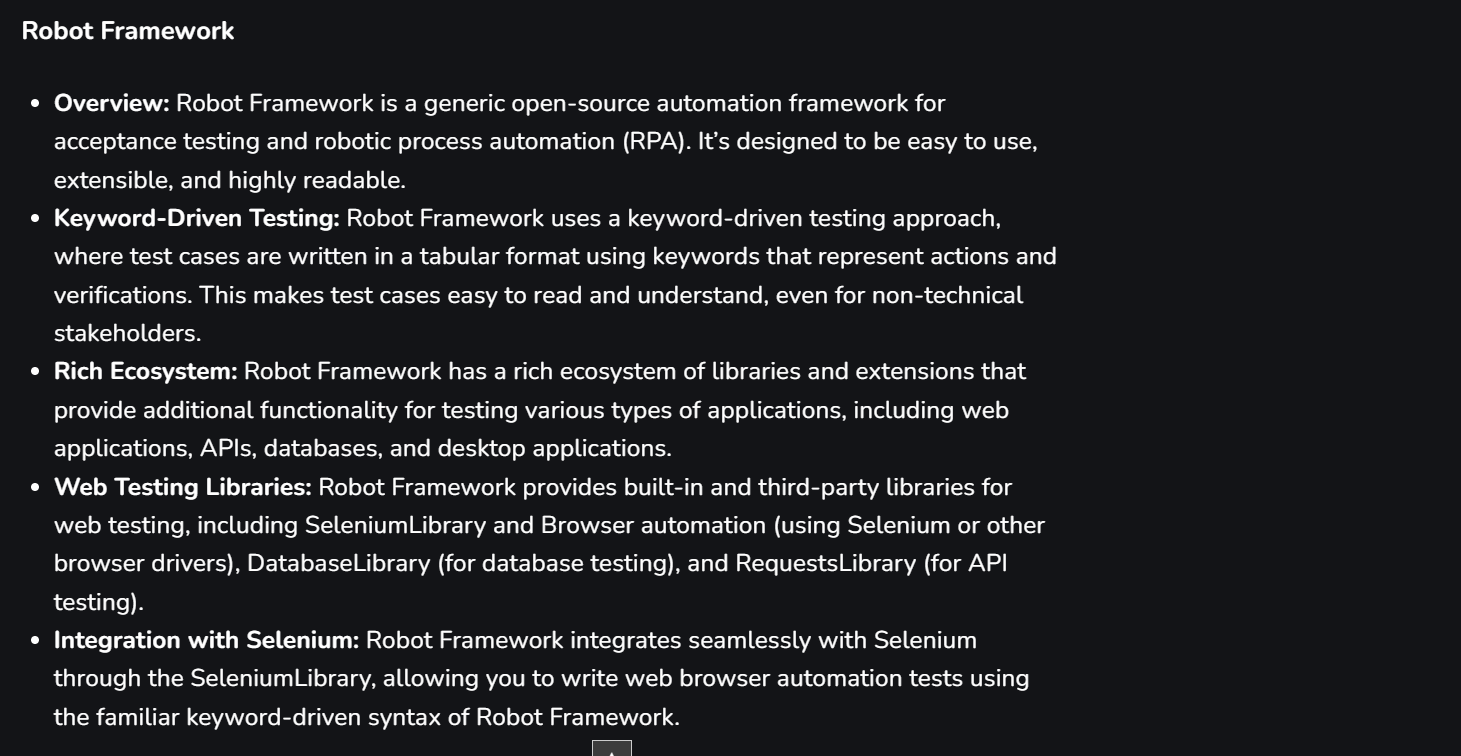 Robot Framework
• Overview: Robot Framework is a generic open-source automation framework for
acceptance testing and robotic process automation (RPA). It’s designed to be easy to use,
extensible, and highly readable.
• Keyword-Driven Testing: Robot Framework uses a keyword-driven testing approach,
where test cases are written in a tabular format using keywords that represent actions and
verifications. This makes test cases easy to read and understand, even for non-technical
stakeholders.
• Rich Ecosystem: Robot Framework has a rich ecosystem of libraries and extensions that
provide additional functionality for testing various types of applications, including web
applications, APIs, databases, and desktop applications.
• Web Testing Libraries: Robot Framework provides built-in and third-party libraries for
web testing, including SeleniumLibrary and Browser automation (using Selenium or other
browser drivers), DatabaseLibrary (for database testing), and RequestsLibrary (for API
testing).
• Integration with Selenium: Robot Framework integrates seamlessly with Selenium
through the SeleniumLibrary, allowing you to write web browser automation tests using
the familiar keyword-driven syntax of Robot Framework.